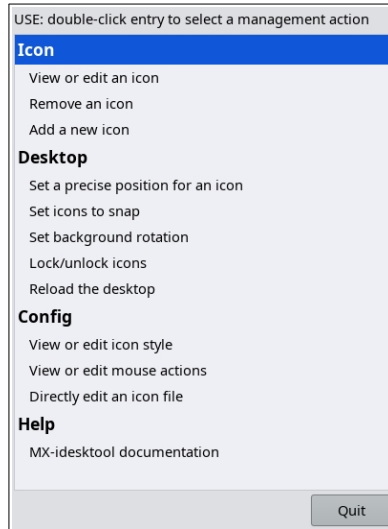 USE: double-click entry to select a management action
Icon
View or edit an icon
Remove an icon
Add a new icon
Desktop
Set a precise position for an icon
Set icons to snap
Set background rotation
Lock/unlock icons
Reload the desktop
Config
View or edit icon style
View or edit mouse actions
Directly edit an icon file
Help
MX-idesktool documentation
Quit